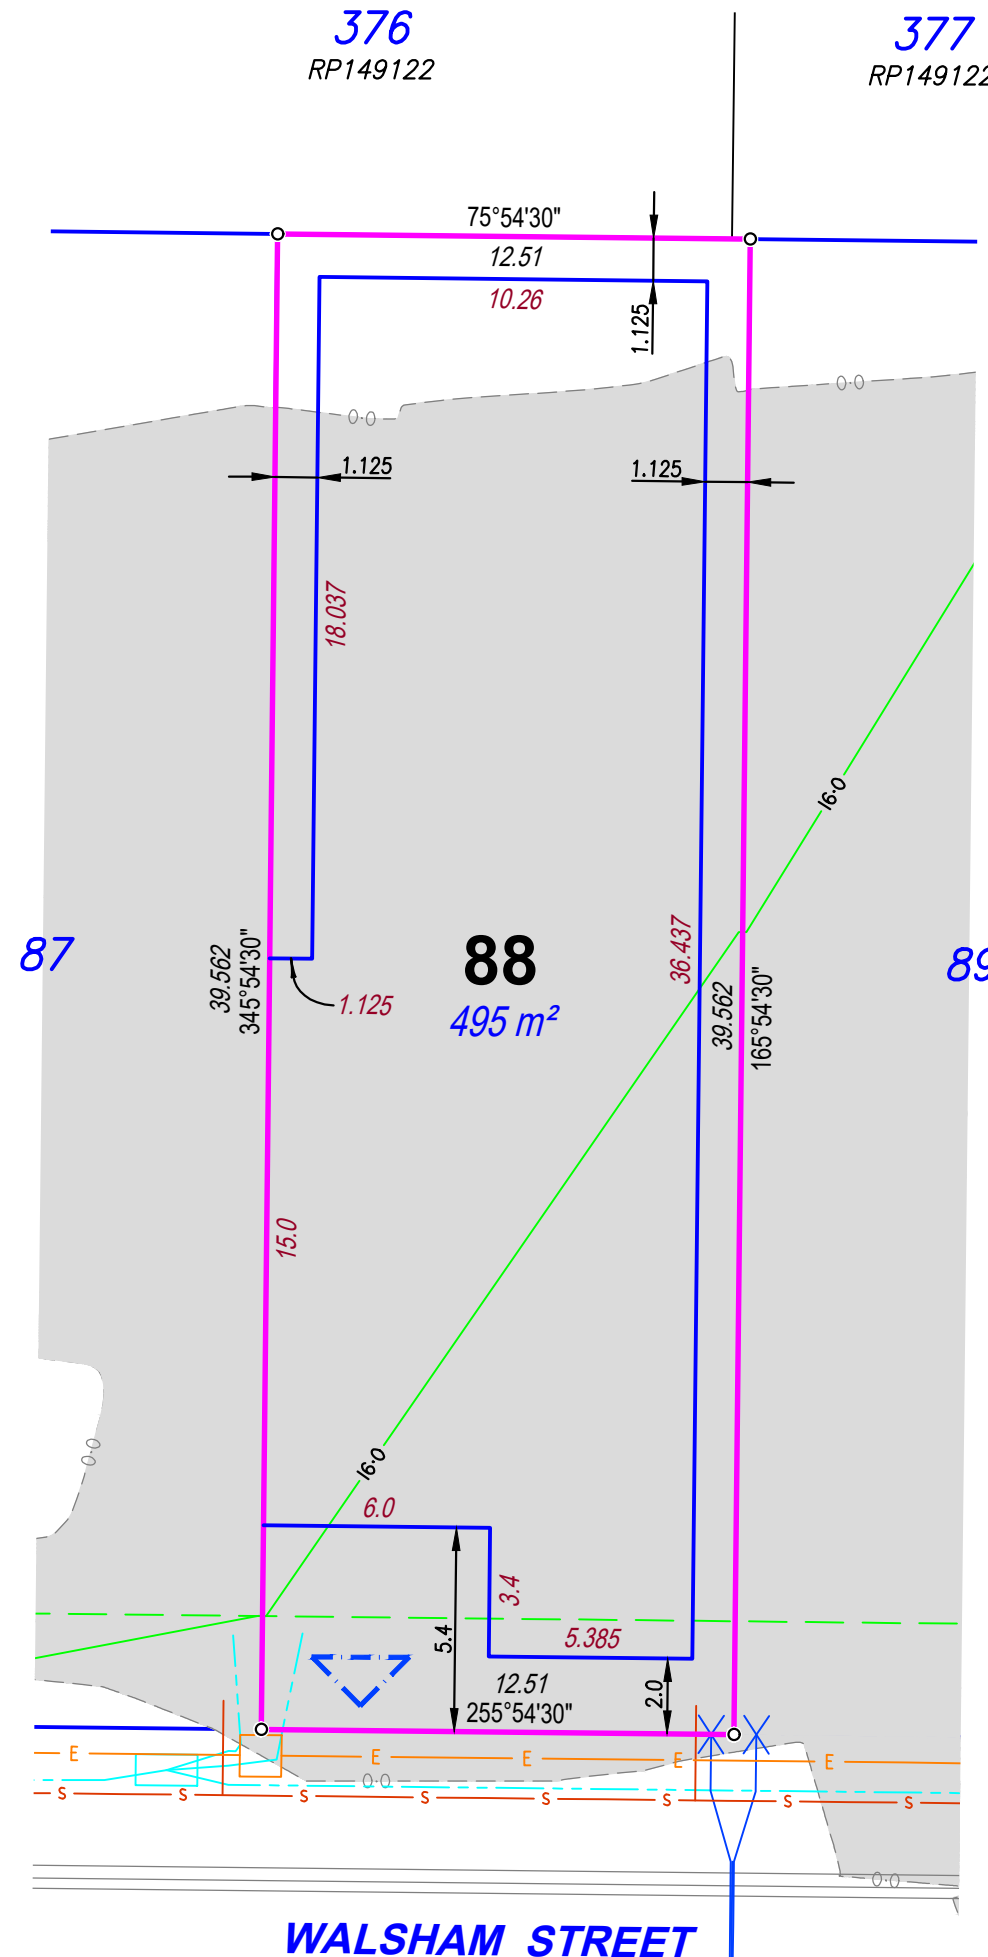 376
RP149122
377
RP149122
75°54'30"
12.51
10.26
1.125
0·0
0·0
1.125
1.125
18.037
16·0
36.437
87
39.562
345°54'30"
1.125
88
495 m²
39.562
165°54'30"
89
15.0
0·0
16·0
6.0
3.4
5.4
5.385
2.0
12.51
255°54'30"
E
E
E
E
E
0·0
S
S
S
S
S
S
S
S
0·0
WALSHAM STREET